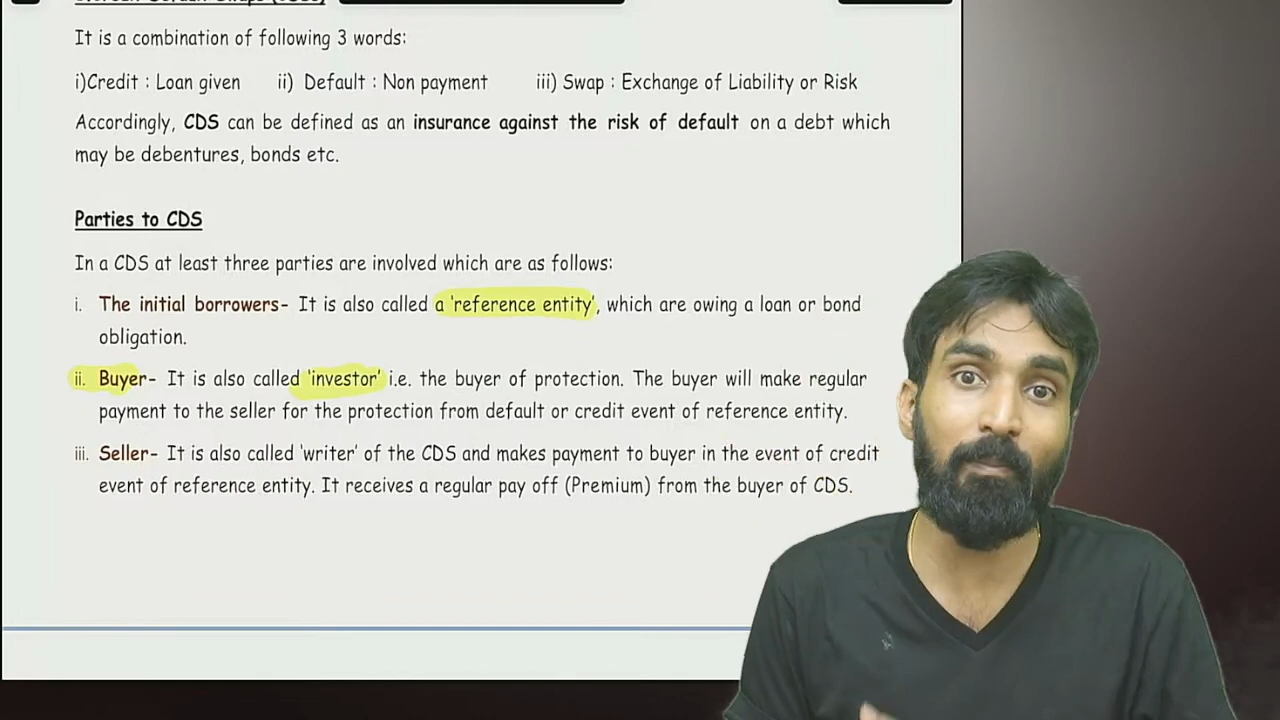 It is a combination of following 3 words:
i)Credit : Loan given ii) Default : Non payment iii) Swap : Exchange of Liability or Risk
Accordingly, CDS can be defined as an insurance against the risk of default on a debt which
may be debentures, bonds etc.
Parties to CDS
In a CDS at least three parties are involved which are as follows:
i. The initial borrowers- It is also called a 'reference entity', which are owing a loan or bond
obligation.
ii. Buyer- It is also called 'investor' i.e. the buyer of protection. The buyer will make regular
payment to the seller for the protection from default or credit event of reference entity.
iii. Seller- It is also called 'writer' of the CDS and makes payment to buyer in the event of credit
event of reference entity. It receives a regular pay off (Premium) from the buyer of CDS.